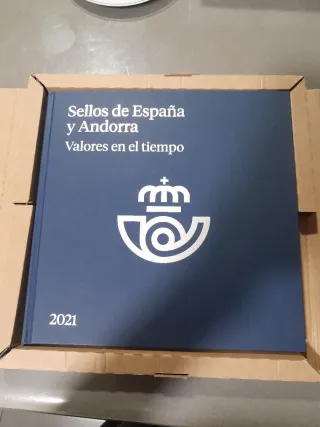 Sellos de España
y Andorra
Valores en el tiempo
2021